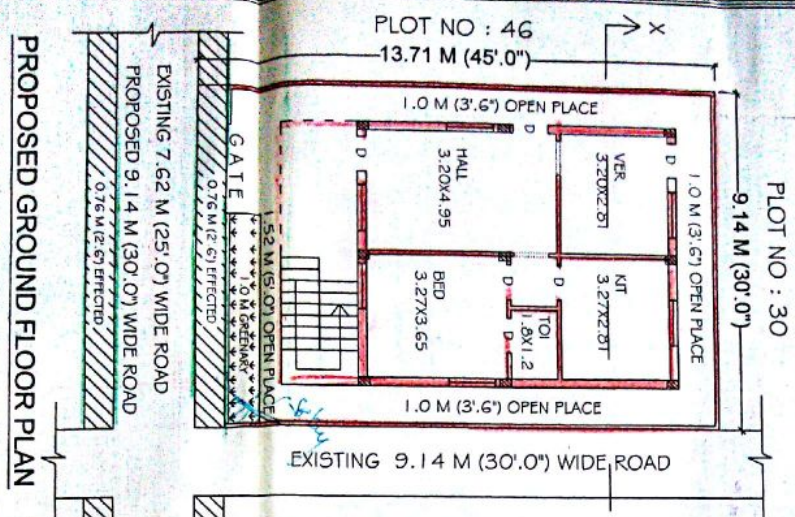 PLOT NO : 46
13.71 M (45'.0")
X
PLOT NO : 30
9.14 M (30'.0")
1.0 M (3'.6") OPEN PLACE
1.0 M (3'.6") OPEN PLACE
VER
3.20X2.81
D
D
HALL
3.20X4.95
D
KIT
3.27X2.81
D
D
TOI
1.8X1.2
D
BED
3.27X3.65
1.0 M (3'.6") OPEN PLACE
1.52 M (5'.0") OPEN PLACE
1.0 M GREENARY
GATE
0.76 M (2'.6") EFFECTED
EXISTING 7.62 M (25'.0") WIDE ROAD
PROPOSED 9.14 M (30'.0") WIDE ROAD
0.76 M (2'.6") EFFECTED
EXISTING 9.14 M (30'.0") WIDE ROAD
PROPOSED GROUND FLOOR PLAN